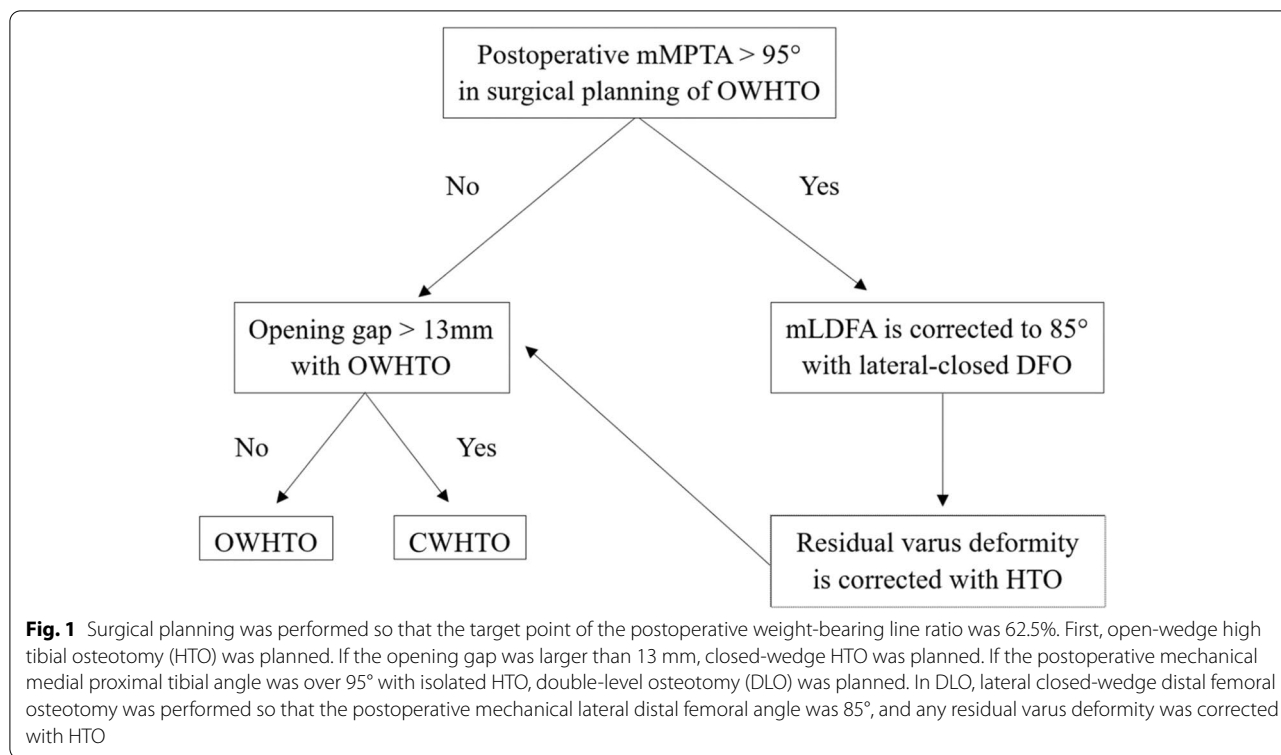 Postoperative mMPTA > 95°
in surgical planning of OWHTO
No
Yes
Opening gap > 13mm
with OWHTO
mLDFA is corrected to 85°
with lateral-closed DFO
No
Yes
OWHTO
CWHTO
Residual varus deformity
is corrected with HTO
Fig. 1 Surgical planning was performed so that the target point of the postoperative weight-bearing line ratio was 62.5%. First, open-wedge high
tibial osteotomy (HTO) was planned. If the opening gap was larger than 13 mm, closed-wedge HTO was planned. If the postoperative mechanical
medial proximal tibial angle was over 95° with isolated HTO, double-level osteotomy (DLO) was planned. In DLO, lateral closed-wedge distal femoral
osteotomy was performed so that the postoperative mechanical lateral distal femoral angle was 85°, and any residual varus deformity was corrected
with HTO